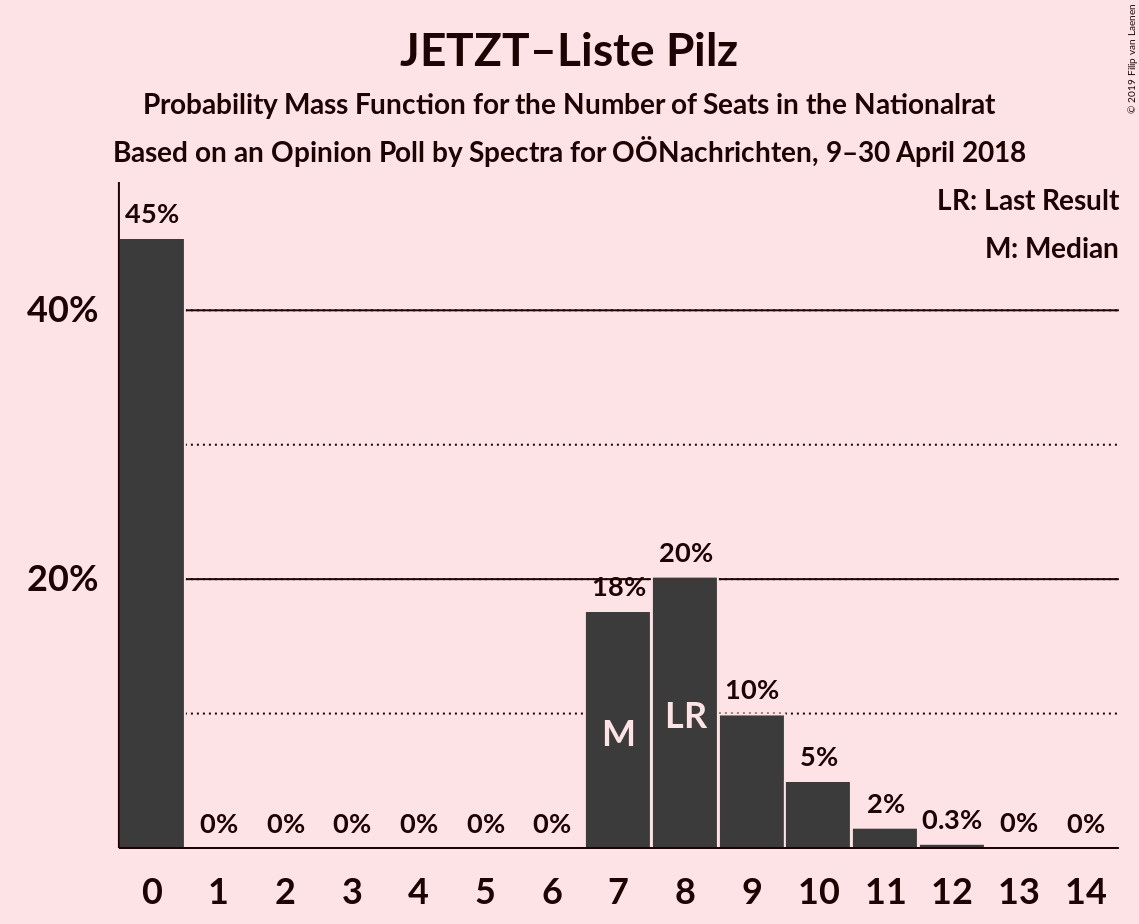 JETZT–Liste Pilz
Probability Mass Function for the Number of Seats in the Nationalrat
Based on an Opinion Poll by Spectra for OÖNachrichten, 9–30 April 2018
© 2019 Filip van Laenen
LR: Last Result
M: Median
45%
40%
20%
20%
18%
10%
LR
M
5%
2%
0% 0% 0% 0% 0% 0% 0.3% 0% 0%
0 1 2 3 4 5 6 7 8 9 10 11 12 13 14